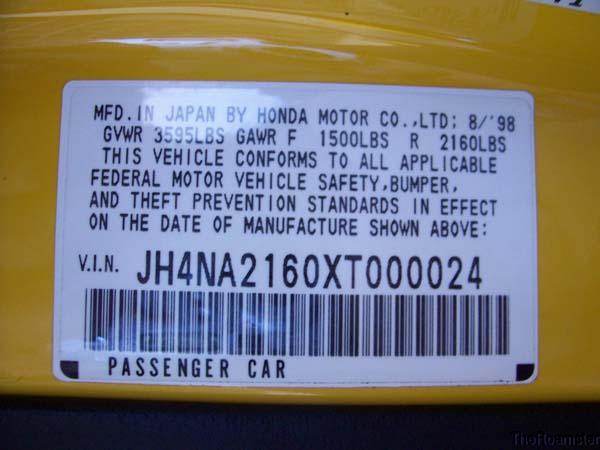 MFD. IN JAPAN BY HONDA MOTOR CO., LTD; 8/'98
GVWR 3595LBS GAWR F 1500LBS R 2160LBS
THIS VEHICLE CONFORMS TO ALL APPLICABLE
FEDERAL MOTOR VEHICLE SAFETY, BUMPER,
AND THEFT PREVENTION STANDARDS IN EFFECT
ON THE DATE OF MANUFACTURE SHOWN ABOVE:
V.I.N. JH4NA2160XT000024
PASSENGER CAR
TheRoamster